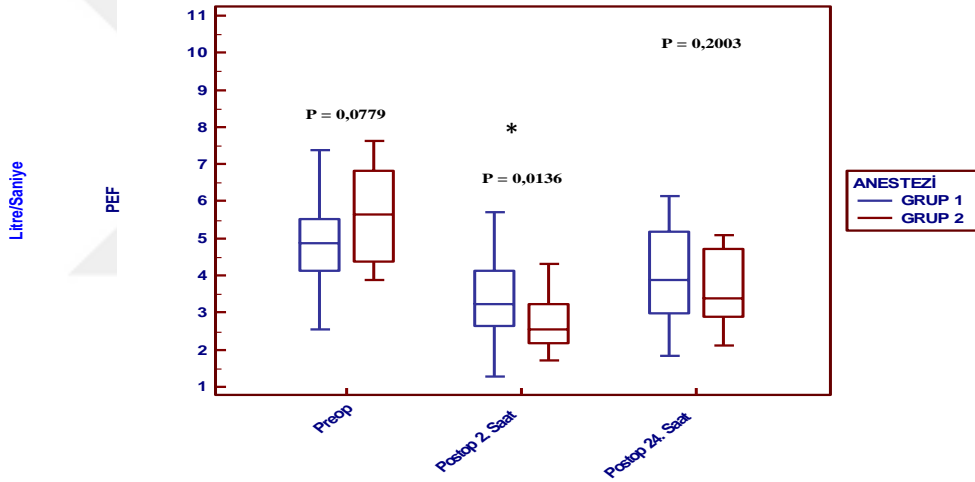 Litre/Saniye
PEF
11
10
9
8
7
6
5
4
3
2
1
P = 0,0779
*
P = 0,0136
P = 0,2003
Preop
Postop 2. Saat
Postop 24. Saat
ANESTEZİ
GRUP 1
GRUP 2